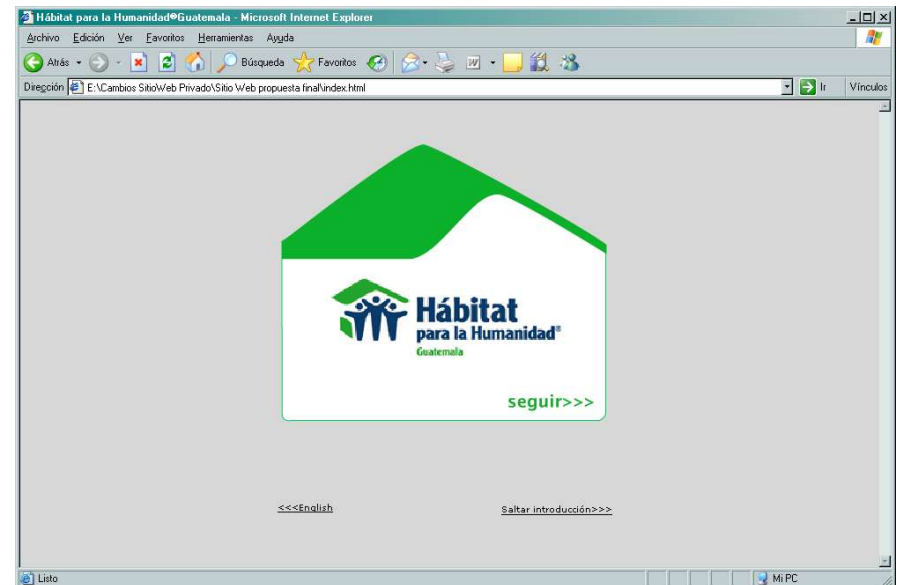 Hábitat para la Humanidad®Guatemala - Microsoft Internet Explorer
Archivo Edición Ver Favoritos Herramientas Ayuda
Atrás Búsqueda Favoritos
Dirección E:\Cambios SitioWeb Privado\Sitio Web propuesta final\index.html Ir Vínculos
Hábitat
para la Humanidad®
Guatemala
seguir>>>
<<<English
Saltar introducción>>>
Listo Mi PC